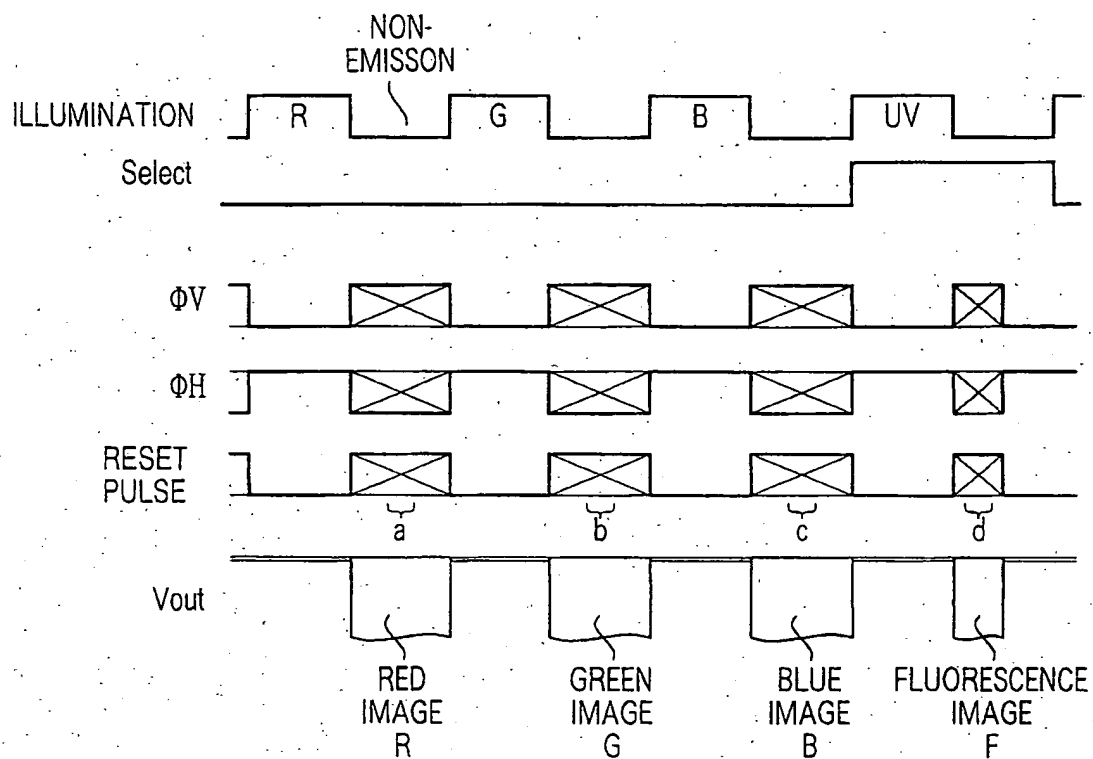 NON-
EMISSON
ILLUMINATION
R
G
B
UV
Select
ΦV
ΦH
RESET
PULSE
a
b
c
d
Vout
RED
IMAGE
R
GREEN
IMAGE
G
BLUE
IMAGE
B
FLUORESCENCE
IMAGE
F